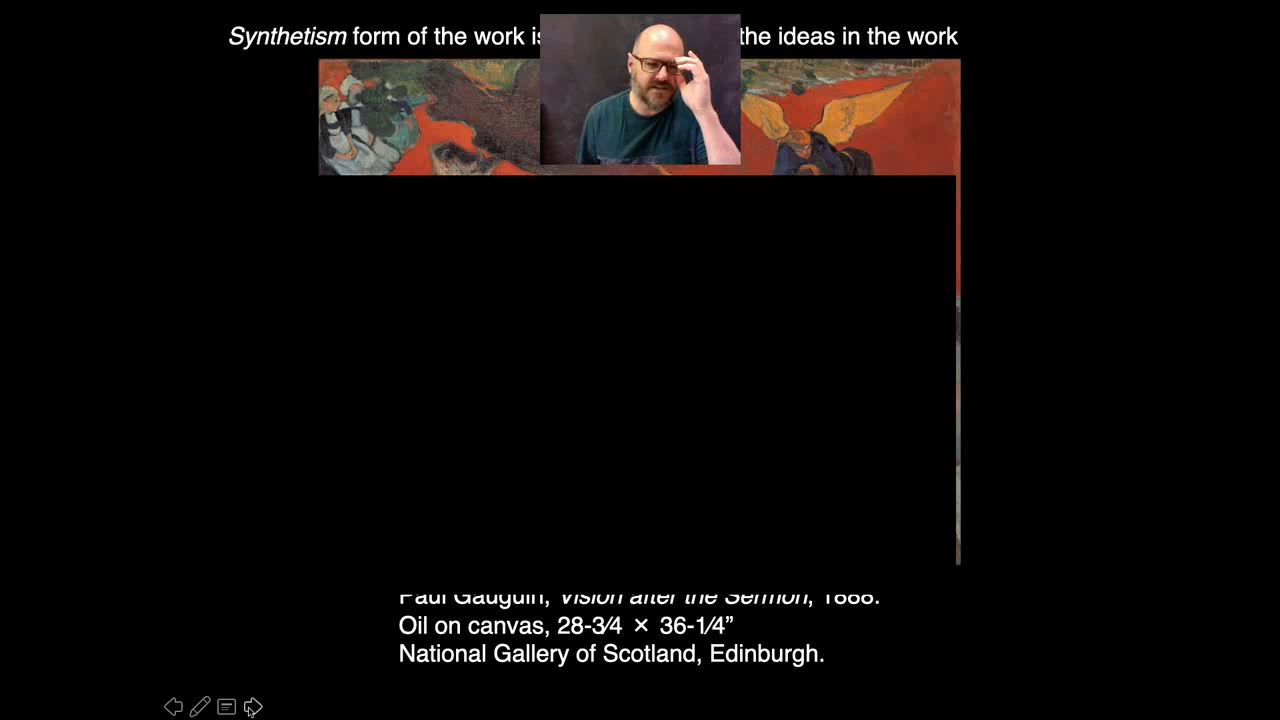 Synthetism form of the work is the ideas in the work
Paul Gauguin, Vision after the Sermon, 1888.
Oil on canvas, 28-3/4 × 36-1/4”
National Gallery of Scotland, Edinburgh.